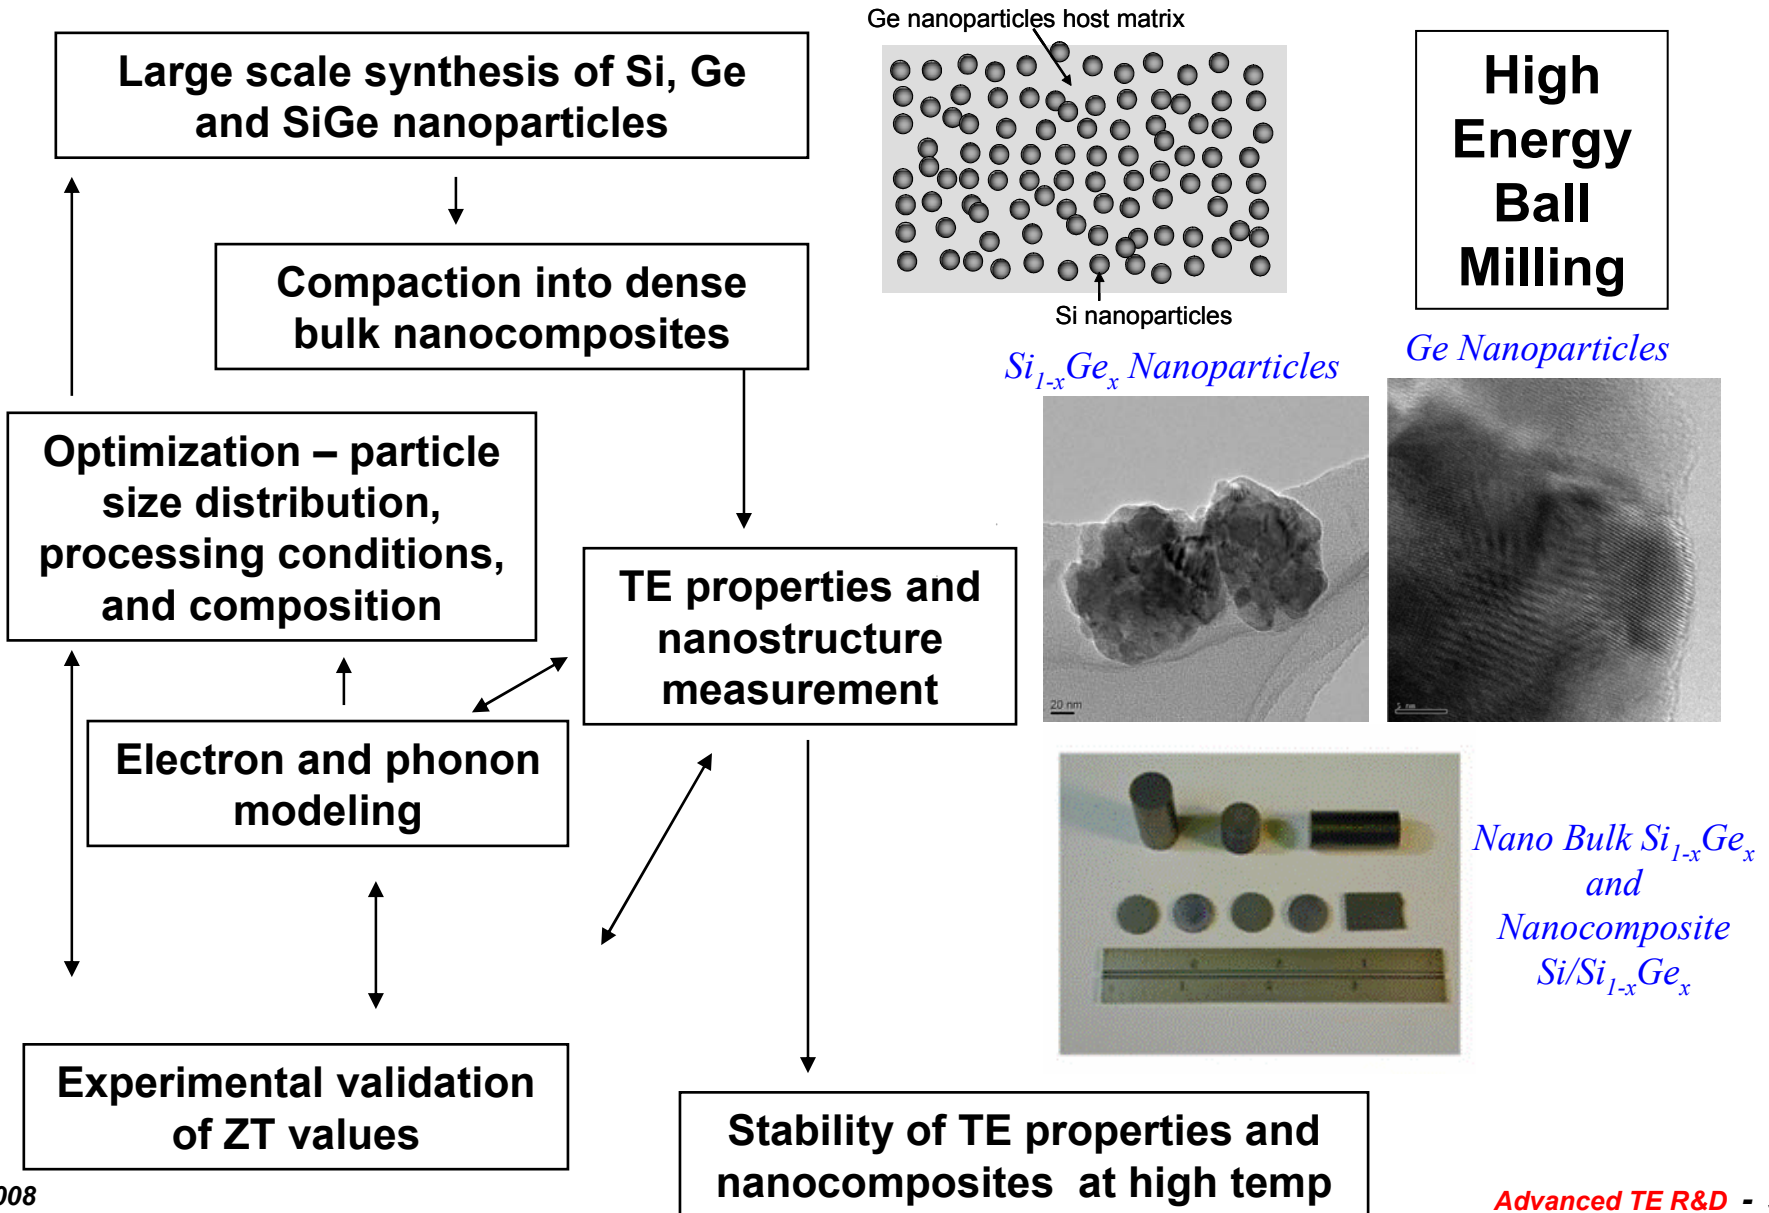 Large scale synthesis of Si, Ge
and SiGe nanoparticles
Compaction into dense
bulk nanocomposites
Optimization – particle
size distribution,
processing conditions,
and composition
TE properties and
nanostructure
measurement
Electron and phonon
modeling
Experimental validation
of ZT values
Stability of TE properties and
nanocomposites at high temp
Ge nanoparticles host matrix
Si nanoparticles
High
Energy
Ball
Milling
Si1-xGex Nanoparticles
Ge Nanoparticles
20 nm
5 nm
Nano Bulk Si1-xGex
and
Nanocomposite
Si/Si1-xGex
008
Advanced TE R&D -